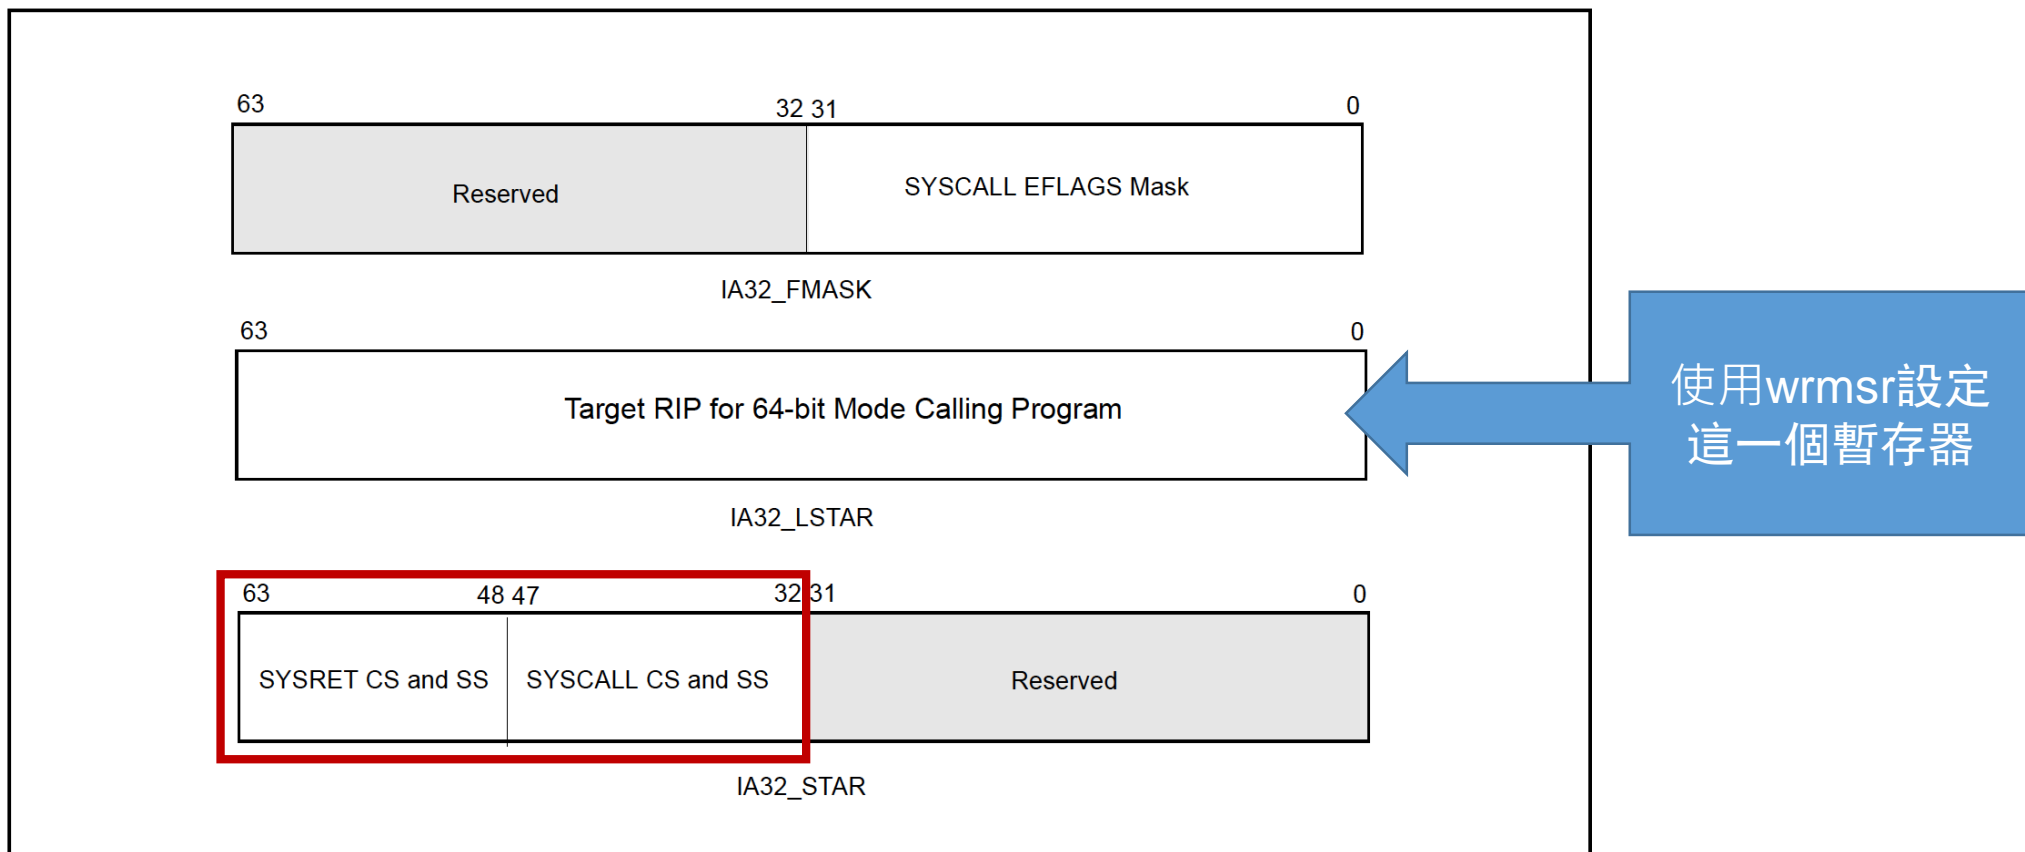 63 32 31 0
Reserved SYSCALL EFLAGS Mask
IA32_FMASK
63 0
Target RIP for 64-bit Mode Calling Program
IA32_LSTAR
使用wrmsr設定
這一個暫存器
63 48 47 32 31 0
SYSRET CS and SS SYSCALL CS and SS Reserved
IA32_STAR